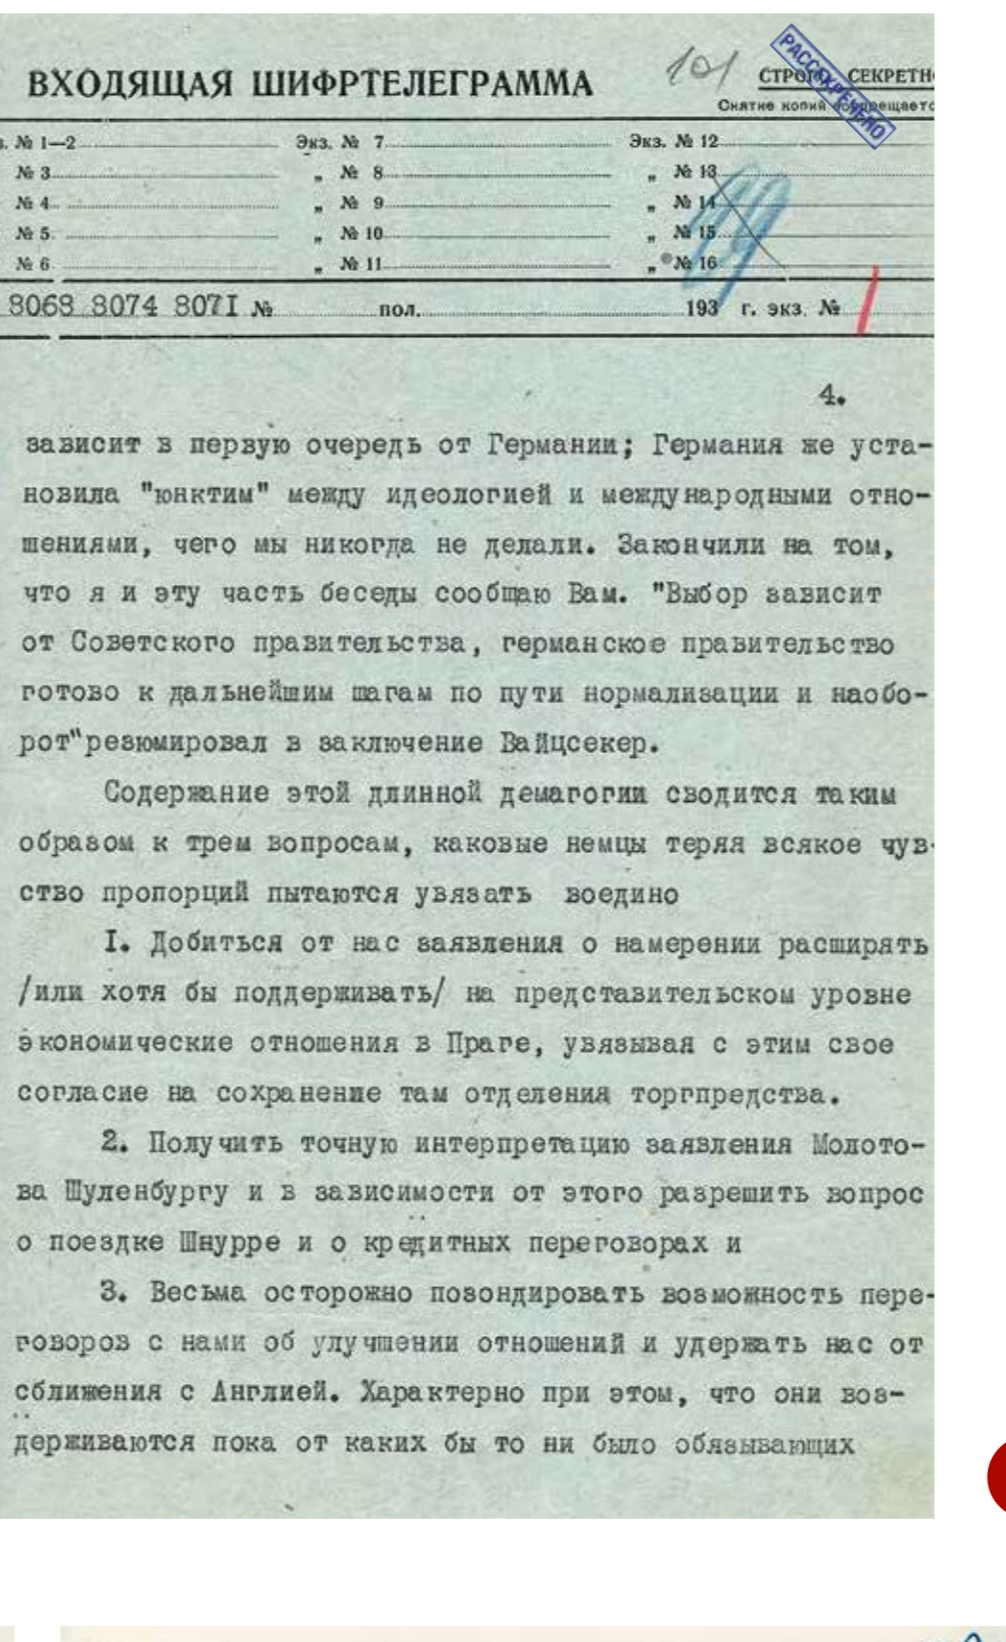 101
ВХОДЯЩАЯ ШИФРТЕЛЕГРАММА
СЕКРЕТН
Снятие копий
РАССЕКРЕЧЕНО
№ 1—2 Экз. № 7 Экз. № 12
№ 3 „ № 8 „ № 13
№ 4 „ № 9 „ № 14
№ 5 „ № 10 „ № 15
№ 6 „ № 11 „ № 16
8068 8074 8071 № пол. 193 г. экз. № 1
4.
зависит в первую очередь от Германии; Германия же уста-
новила "юнктим" между идеологией и международными отно-
шениями, чего мы никогда не делали. Закончили на том,
что я и эту часть беседы сообщаю Вам. "Выбор зависит
от Советского правительства, германское правительство
готово к дальнейшим шагам по пути нормализации и наобо-
рот" резюмировал в заключение Вайцсекер.
Содержание этой длинной демагогии сводится таким
образом к трем вопросам, каковые немцы теряя всякое чув-
ство пропорций пытаются увязать воедино
I. Добиться от нас заявления о намерении расширять
/или хотя бы поддерживать/ на представительском уровне
экономические отношения в Праге, увязывая с этим свое
согласие на сохранение там отделения торгпредства.
2. Получить точную интерпретацию заявления Молото-
ва Шуленбургу и в зависимости от этого разрешить вопрос
о поездке Шнурре и о кредитных переговорах и
3. Весьма осторожно позондировать возможность пере-
говоров с нами об улучшении отношений и удержать нас от
сближения с Англией. Характерно при этом, что они воз-
держиваются пока от каких бы то ни было обязывающих